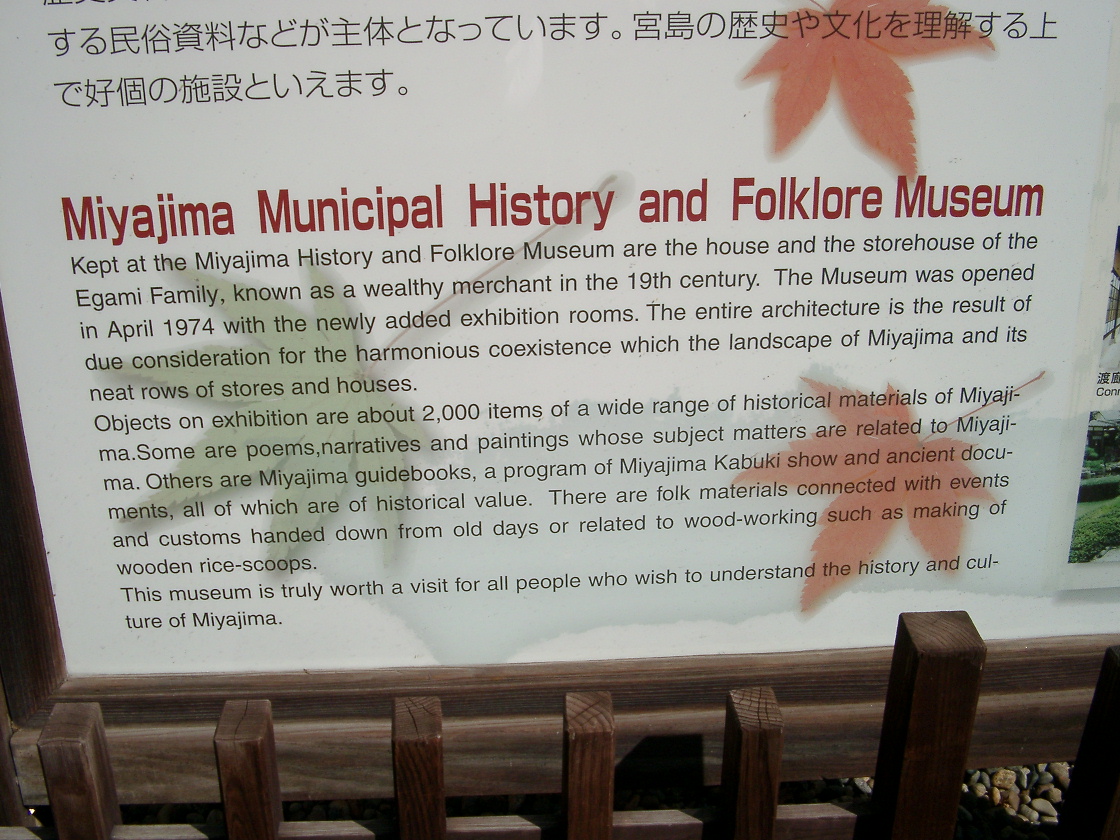 する民俗資料などが主体となっています。宮島の歴史や文化を理解する上
で好個の施設といえます。
Miyajima Municipal History and Folklore Museum
Kept at the Miyajima History and Folklore Museum are the house and the storehouse of the
Egami Family, known as a wealthy merchant in the 19th century. The Museum was opened
in April 1974 with the newly added exhibition rooms. The entire architecture is the result of
due consideration for the harmonious coexistence which the landscape of Miyajima and its
neat rows of stores and houses.
Objects on exhibition are about 2,000 items of a wide range of historical materials of Miyaji-
ma.Some are poems,narratives and paintings whose subject matters are related to Miyaji-
ma. Others are Miyajima guidebooks, a program of Miyajima Kabuki show and ancient docu-
ments, all of which are of historical value. There are folk materials connected with events
and customs handed down from old days or related to wood-working such as making of
wooden rice-scoops.
This museum is truly worth a visit for all people who wish to understand the history and cul-
ture of Miyajima.